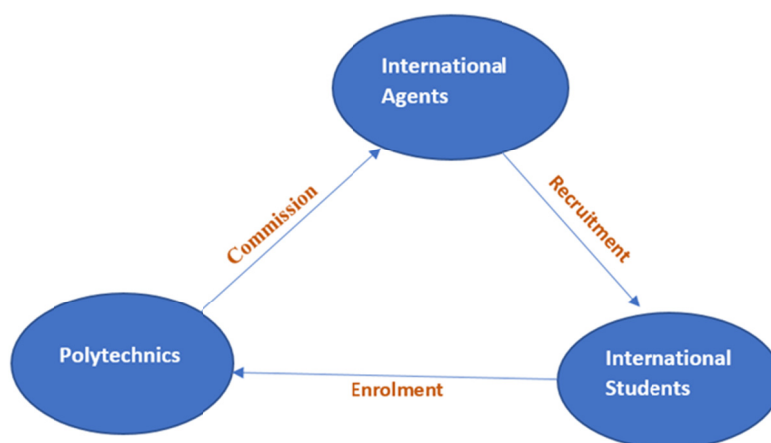 International
Agents
Commission
Recruitment
Polytechnics
International
Students
Enrolment